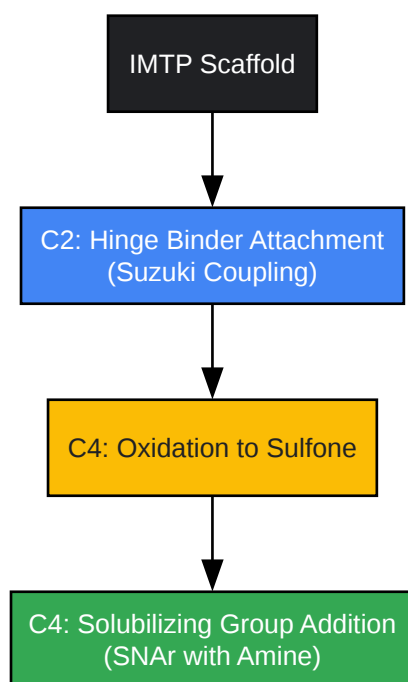 IMTP Scaffold
C2: Hinge Binder Attachment
(Suzuki Coupling)
C4: Oxidation to Sulfone
C4: Solubilizing Group Addition
(SNAr with Amine)